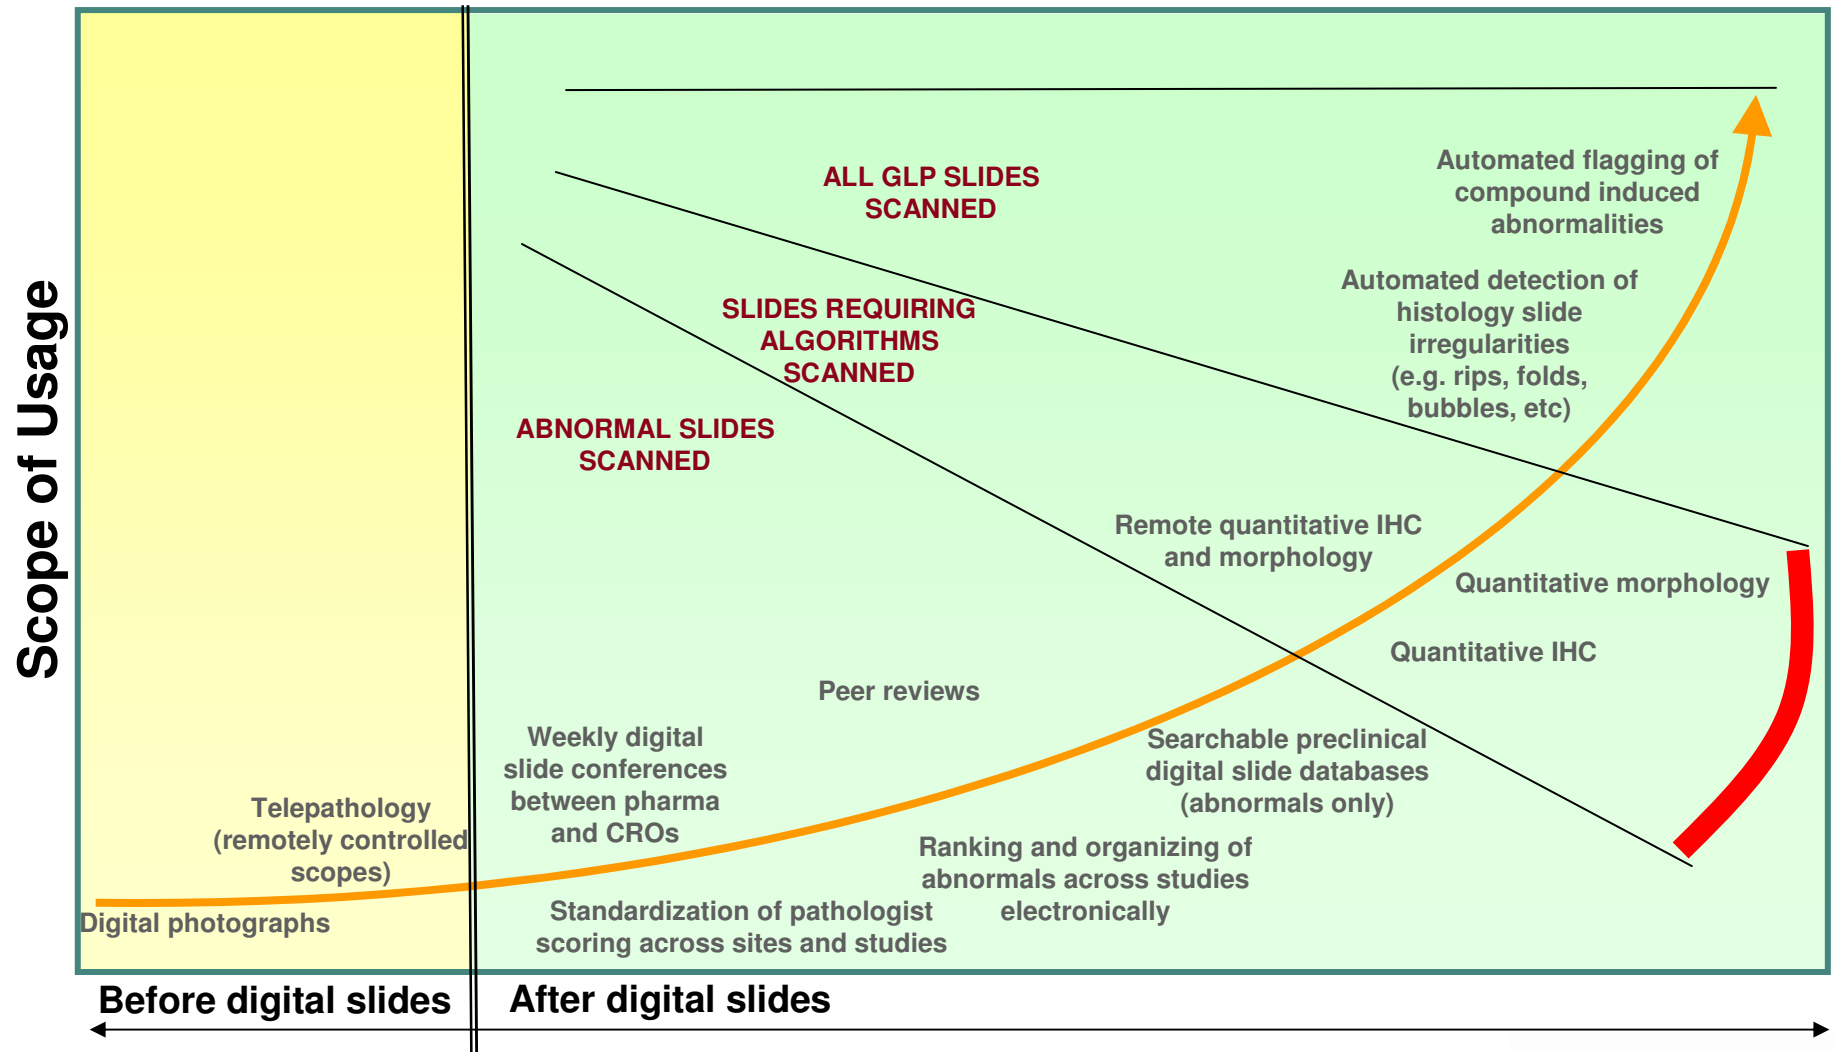 Scope of Usage
ALL GLP SLIDES
SCANNED
SLIDES REQUIRING
ALGORITHMS
SCANNED
ABNORMAL SLIDES
SCANNED
Automated flagging of
compound induced
abnormalities
Automated detection of
histology slide
irregularities
(e.g. rips, folds,
bubbles, etc)
Remote quantitative IHC
and morphology
Quantitative morphology
Quantitative IHC
Peer reviews
Weekly digital
slide conferences
between pharma
and CROs
Searchable preclinical
digital slide databases
(abnormals only)
Telepathology
(remotely controlled
scopes)
Ranking and organizing of
abnormals across studies
electronically
Digital photographs
Standardization of pathologist
scoring across sites and studies
Before digital slides
After digital slides